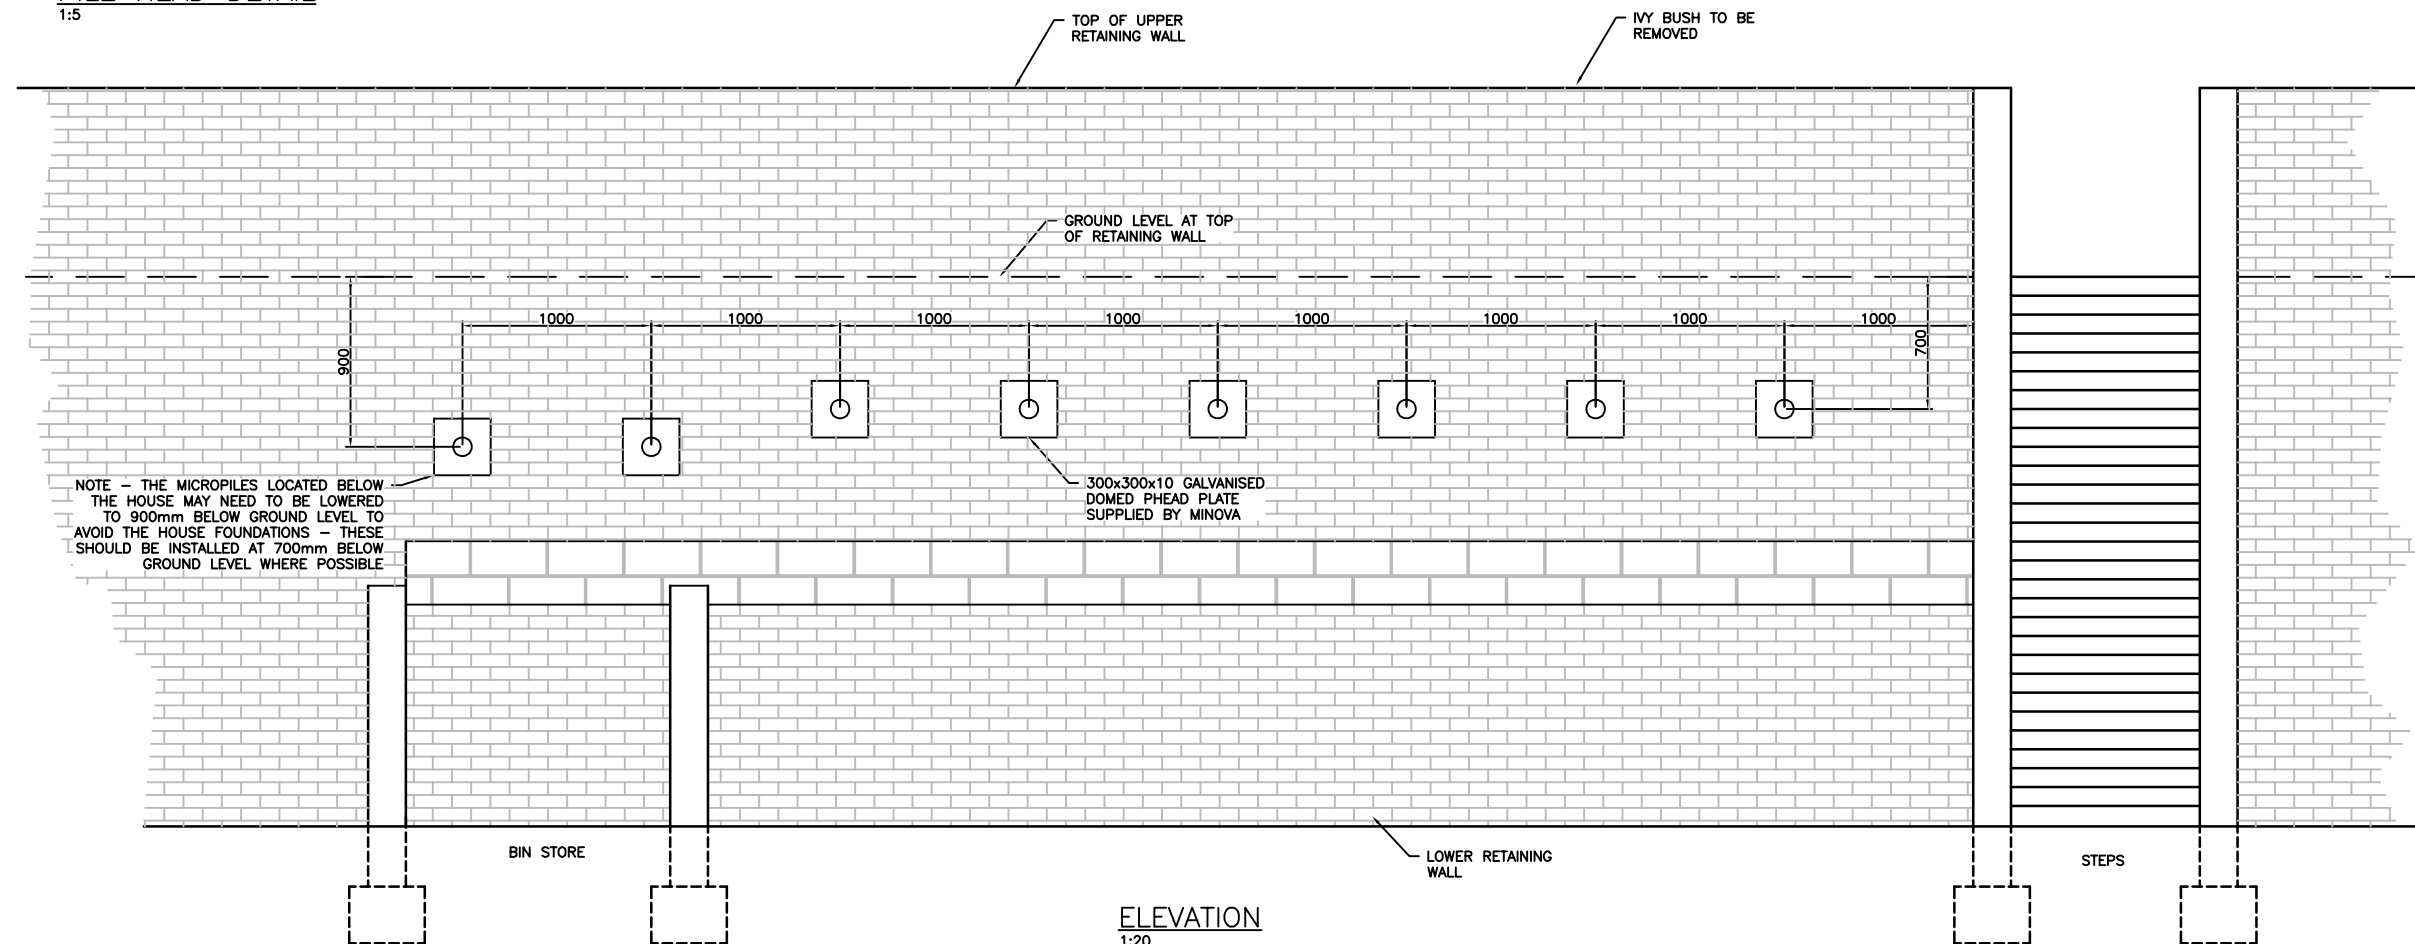 1:5
TOP OF UPPER
RETAINING WALL
IVY BUSH TO BE
REMOVED
GROUND LEVEL AT TOP
OF RETAINING WALL
1000
1000
1000
1000
1000
1000
1000
1000
900
700
NOTE – THE MICROPILES LOCATED BELOW
THE HOUSE MAY NEED TO BE LOWERED
TO 900mm BELOW GROUND LEVEL TO
AVOID THE HOUSE FOUNDATIONS – THESE
SHOULD BE INSTALLED AT 700mm BELOW
GROUND LEVEL WHERE POSSIBLE
300x300x10 GALVANISED
DOMED PHEAD PLATE
SUPPLIED BY MINOVA
BIN STORE
LOWER RETAINING
WALL
STEPS
ELEVATION
1:20